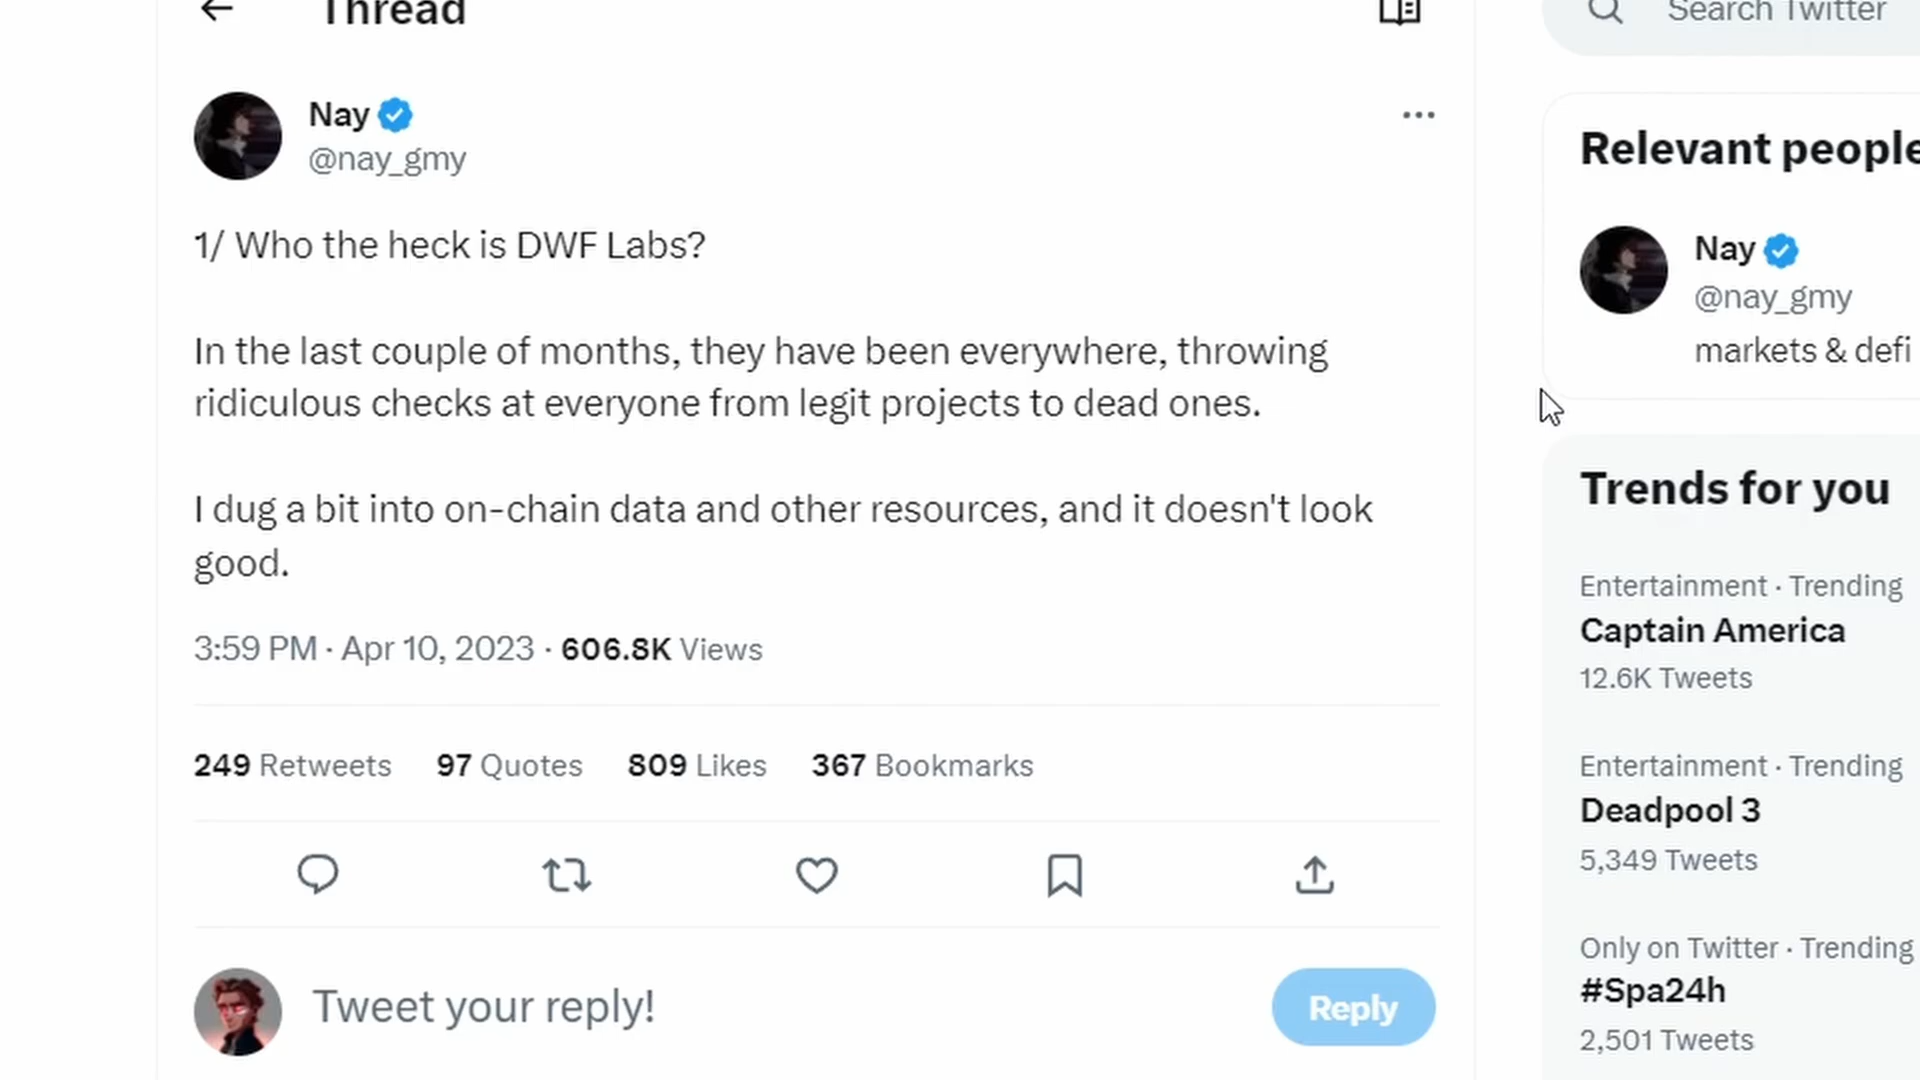 Thread
Search Twitter
Nay
@nay_gmy
1/ Who the heck is DWF Labs?
In the last couple of months, they have been everywhere, throwing
ridiculous checks at everyone from legit projects to dead ones.
I dug a bit into on-chain data and other resources, and it doesn't look
good.
3:59 PM · Apr 10, 2023 · 606.8K Views
249 Retweets 97 Quotes 809 Likes 367 Bookmarks
Tweet your reply!
Reply
Relevant people
Nay
@nay_gmy
markets & defi
Trends for you
Entertainment · Trending
Captain America
12.6K Tweets
Entertainment · Trending
Deadpool 3
5,349 Tweets
Only on Twitter · Trending
#Spa24h
2,501 Tweets